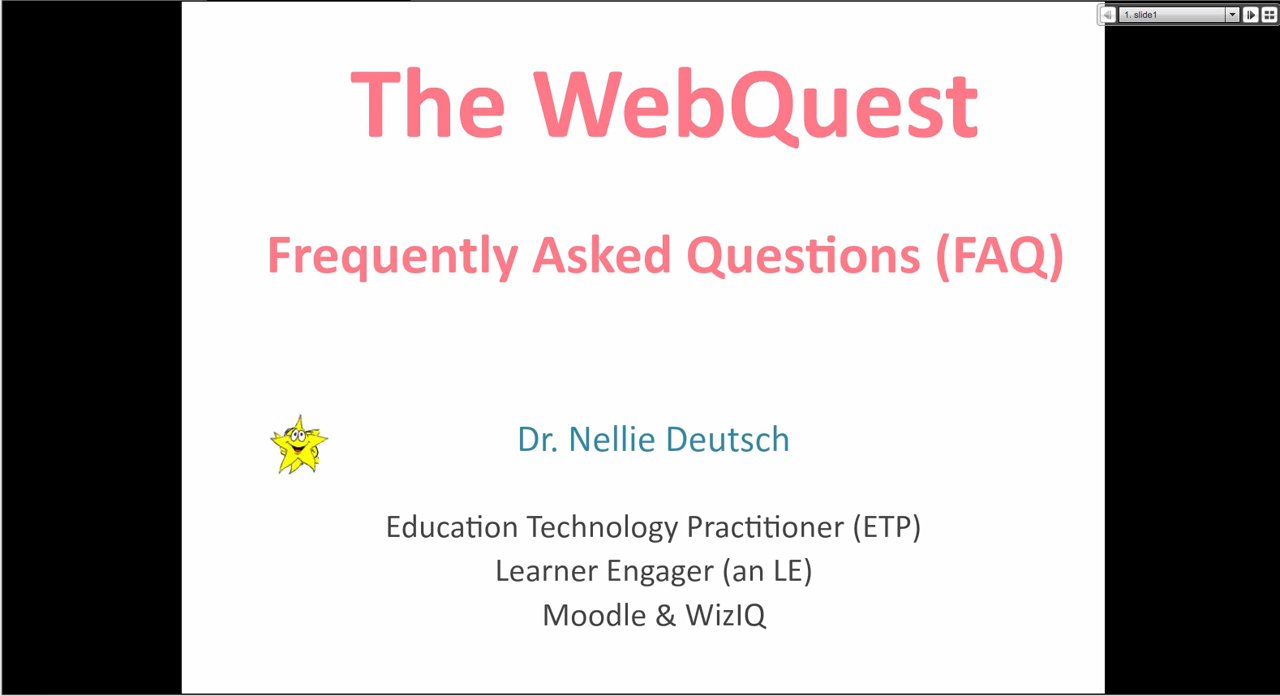 1. slide1
The WebQuest
Frequently Asked Questions (FAQ)
Dr. Nellie Deutsch
Education Technology Practitioner (ETP)
Learner Engager (an LE)
Moodle & WizIQ